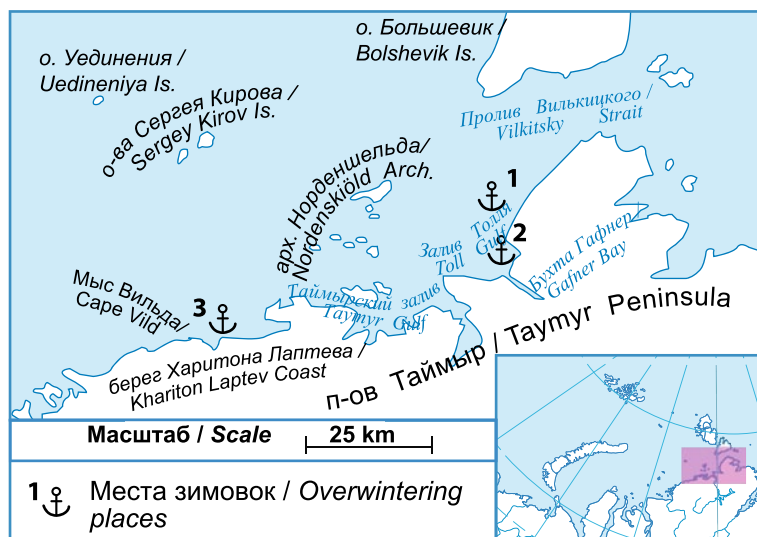 о. Большевик /
Bolshevik Is.
о. Уединения /
Uedineniya Is.
о-ва Сергея Кирова /
Sergey Kirov Is.
Пролив Вилькицкого /
Vilkitsky Strait
арх. Норденшельда/
Nordenskiöld Arch.
1
Залив Толля
Toll Gulf
2
Бухта Гафнер
Gafner Bay
Мыс Вильда/
Cape Vild
3
Таймырский залив
Taymyr Gulf
берег Харитона Лаптева /
Khariton Laptev Coast
п-ов Таймыр / Taymyr Peninsula
Масштаб / Scale 25 km
1 Места зимовок / Overwintering
places